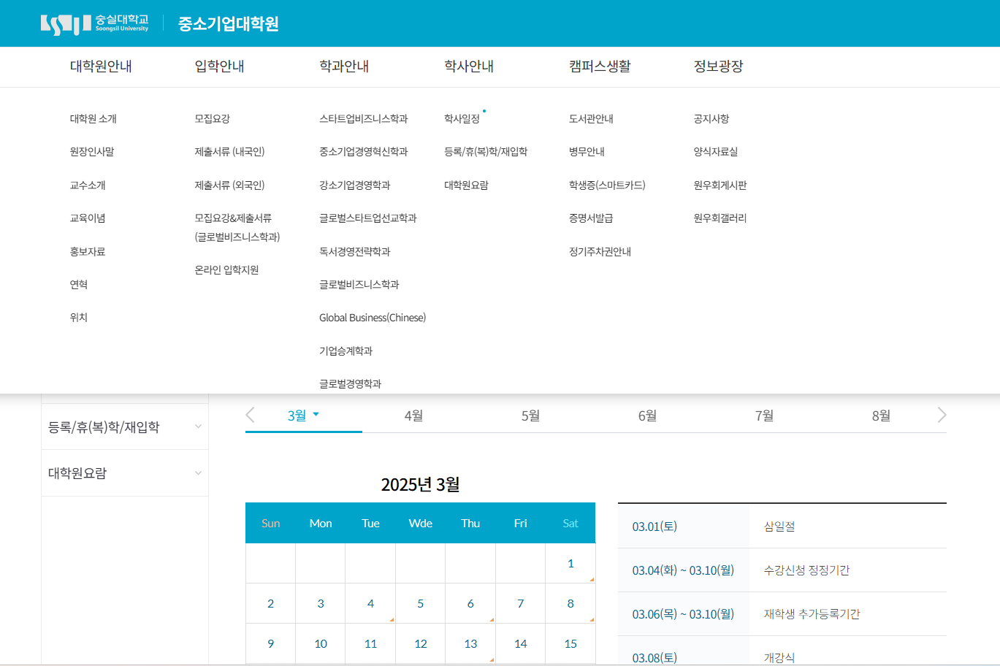 숭실대학교
Soongsil University
중소기업대학원
대학원안내 입학안내 학과안내 학사안내 캠퍼스생활 정보광장
대학원 소개
원장인사말
교수소개
교육이념
홍보자료
연혁
위치
모집요강
제출서류 (내국인)
제출서류 (외국인)
모집요강&제출서류
(글로벌비즈니스학과)
온라인 입학지원
스타트업비즈니스학과
중소기업경영혁신학과
강소기업경영학과
글로벌스타트업선교학과
독서경영전략학과
글로벌비즈니스학과
Global Business(Chinese)
기업승계학과
글로벌경영학과
학사일정
등록/휴(복)학/재입학
대학원요람
도서관안내
병무안내
학생증(스마트카드)
증명서발급
정기주차권안내
공지사항
양식자료실
원우회게시판
원우회갤러리
등록/휴(복)학/재입학
대학원요람
3월 4월 5월 6월 7월 8월
2025년 3월
Sun Mon Tue Wde Thu Fri Sat
1
2 3 4 5 6 7 8
9 10 11 12 13 14 15
03.01(토) 삼일절
03.04(화) ~ 03.10(월) 수강신청 정정기간
03.06(목) ~ 03.10(월) 재학생 추가등록기간
03.08(토) 개강식